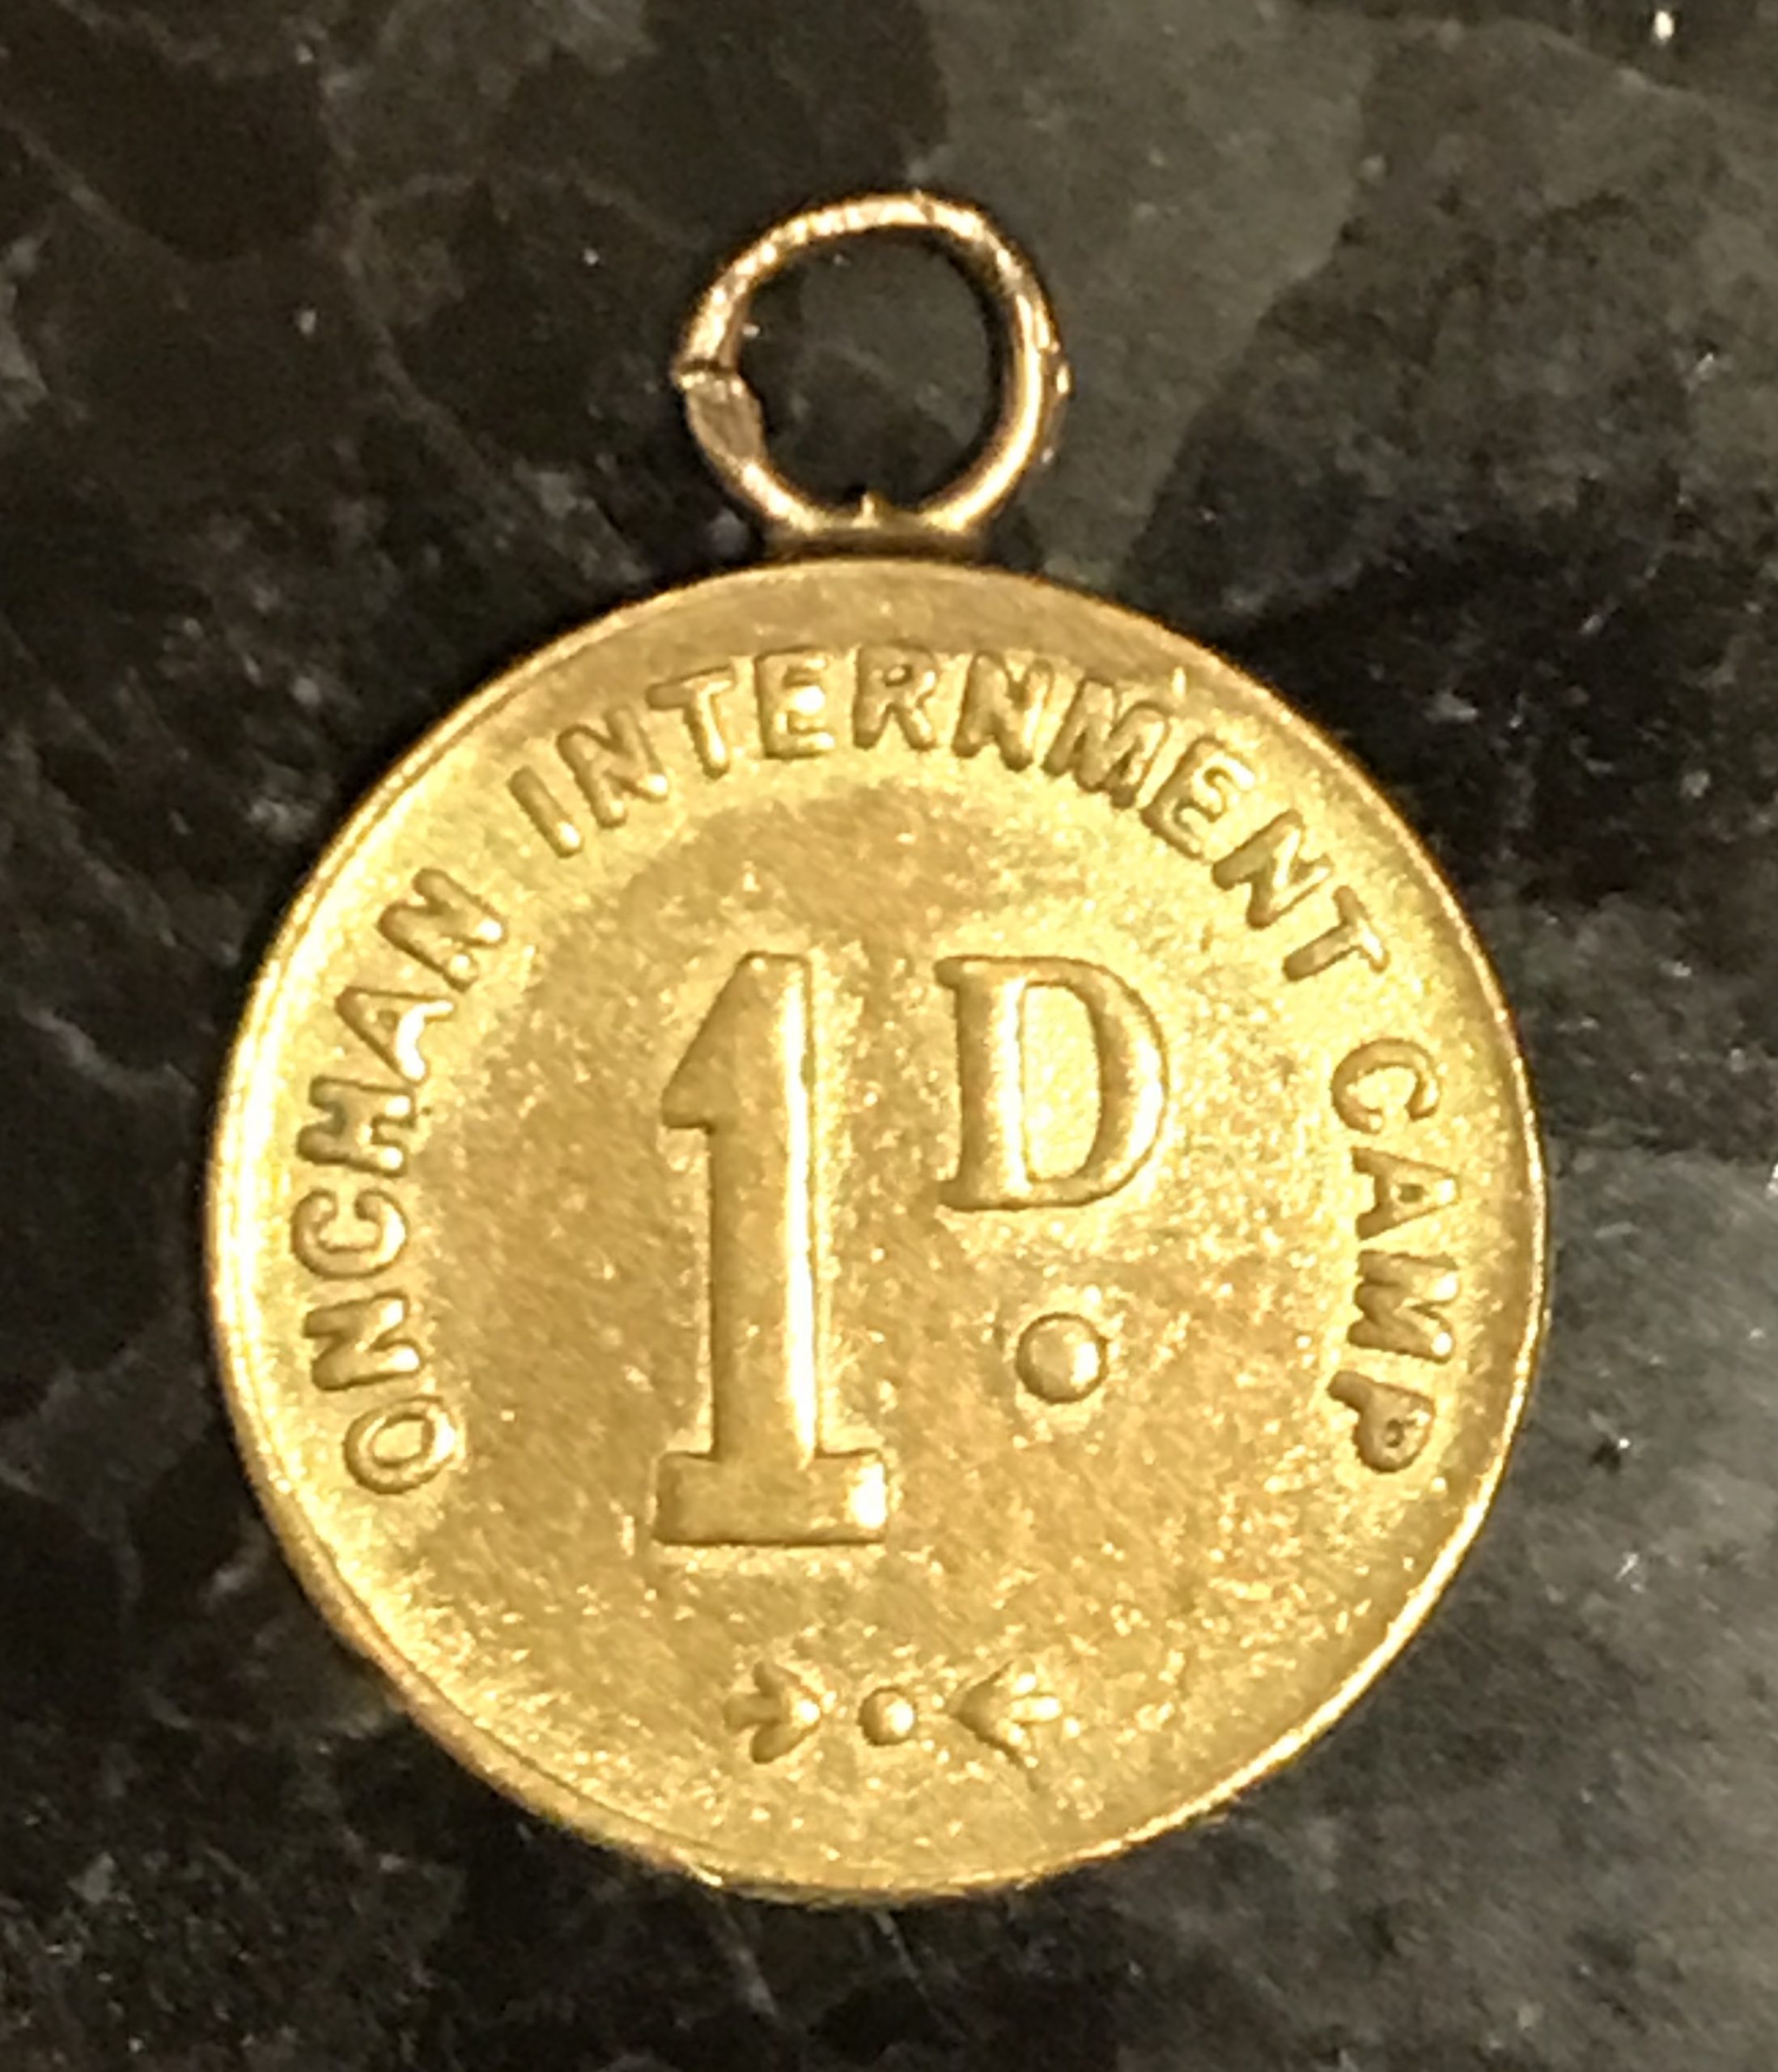 ONCHAN INTERNMENT CAMP
1D